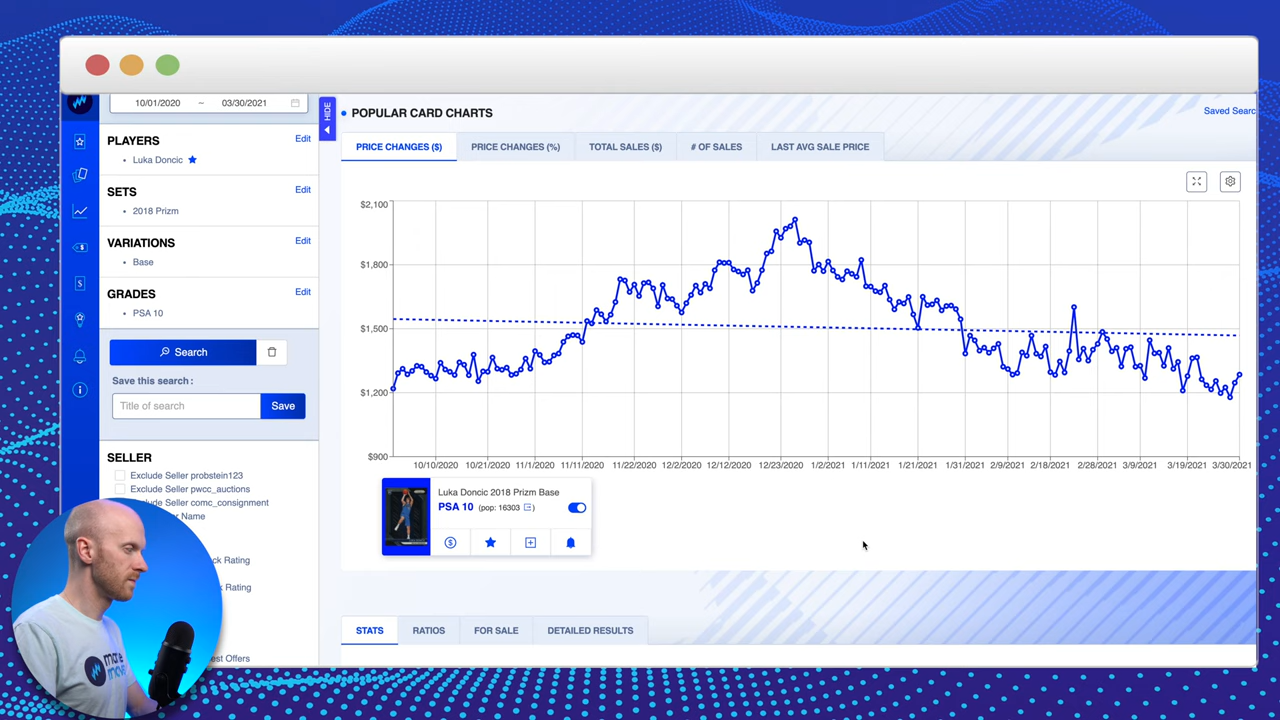 10/01/2020 ~ 03/30/2021
PLAYERS
Edit
Luka Doncic
SETS
Edit
2018 Prizm
VARIATIONS
Edit
Base
GRADES
Edit
PSA 10
Search
Save this search :
Title of search
Save
SELLER
Exclude Seller probstein123
Exclude Seller pwcc_auctions
Exclude Seller comc_consignment
Name
ck Rating
k Rating
est Offers
HIDE
POPULAR CARD CHARTS
Saved Searc
PRICE CHANGES ($)
PRICE CHANGES (%)
TOTAL SALES ($)
# OF SALES
LAST AVG SALE PRICE
$2,100
$1,800
$1,500
$1,200
$900
10/10/2020 10/21/2020 11/1/2020 11/11/2020 11/22/2020 12/2/2020 12/12/2020 12/23/2020 1/2/2021 1/11/2021 1/21/2021 1/31/2021 2/9/2021 2/18/2021 2/28/2021 3/9/2021 3/19/2021 3/30/2021
Luka Doncic 2018 Prizm Base
PSA 10 (pop: 16303 )
STATS
RATIOS
FOR SALE
DETAILED RESULTS